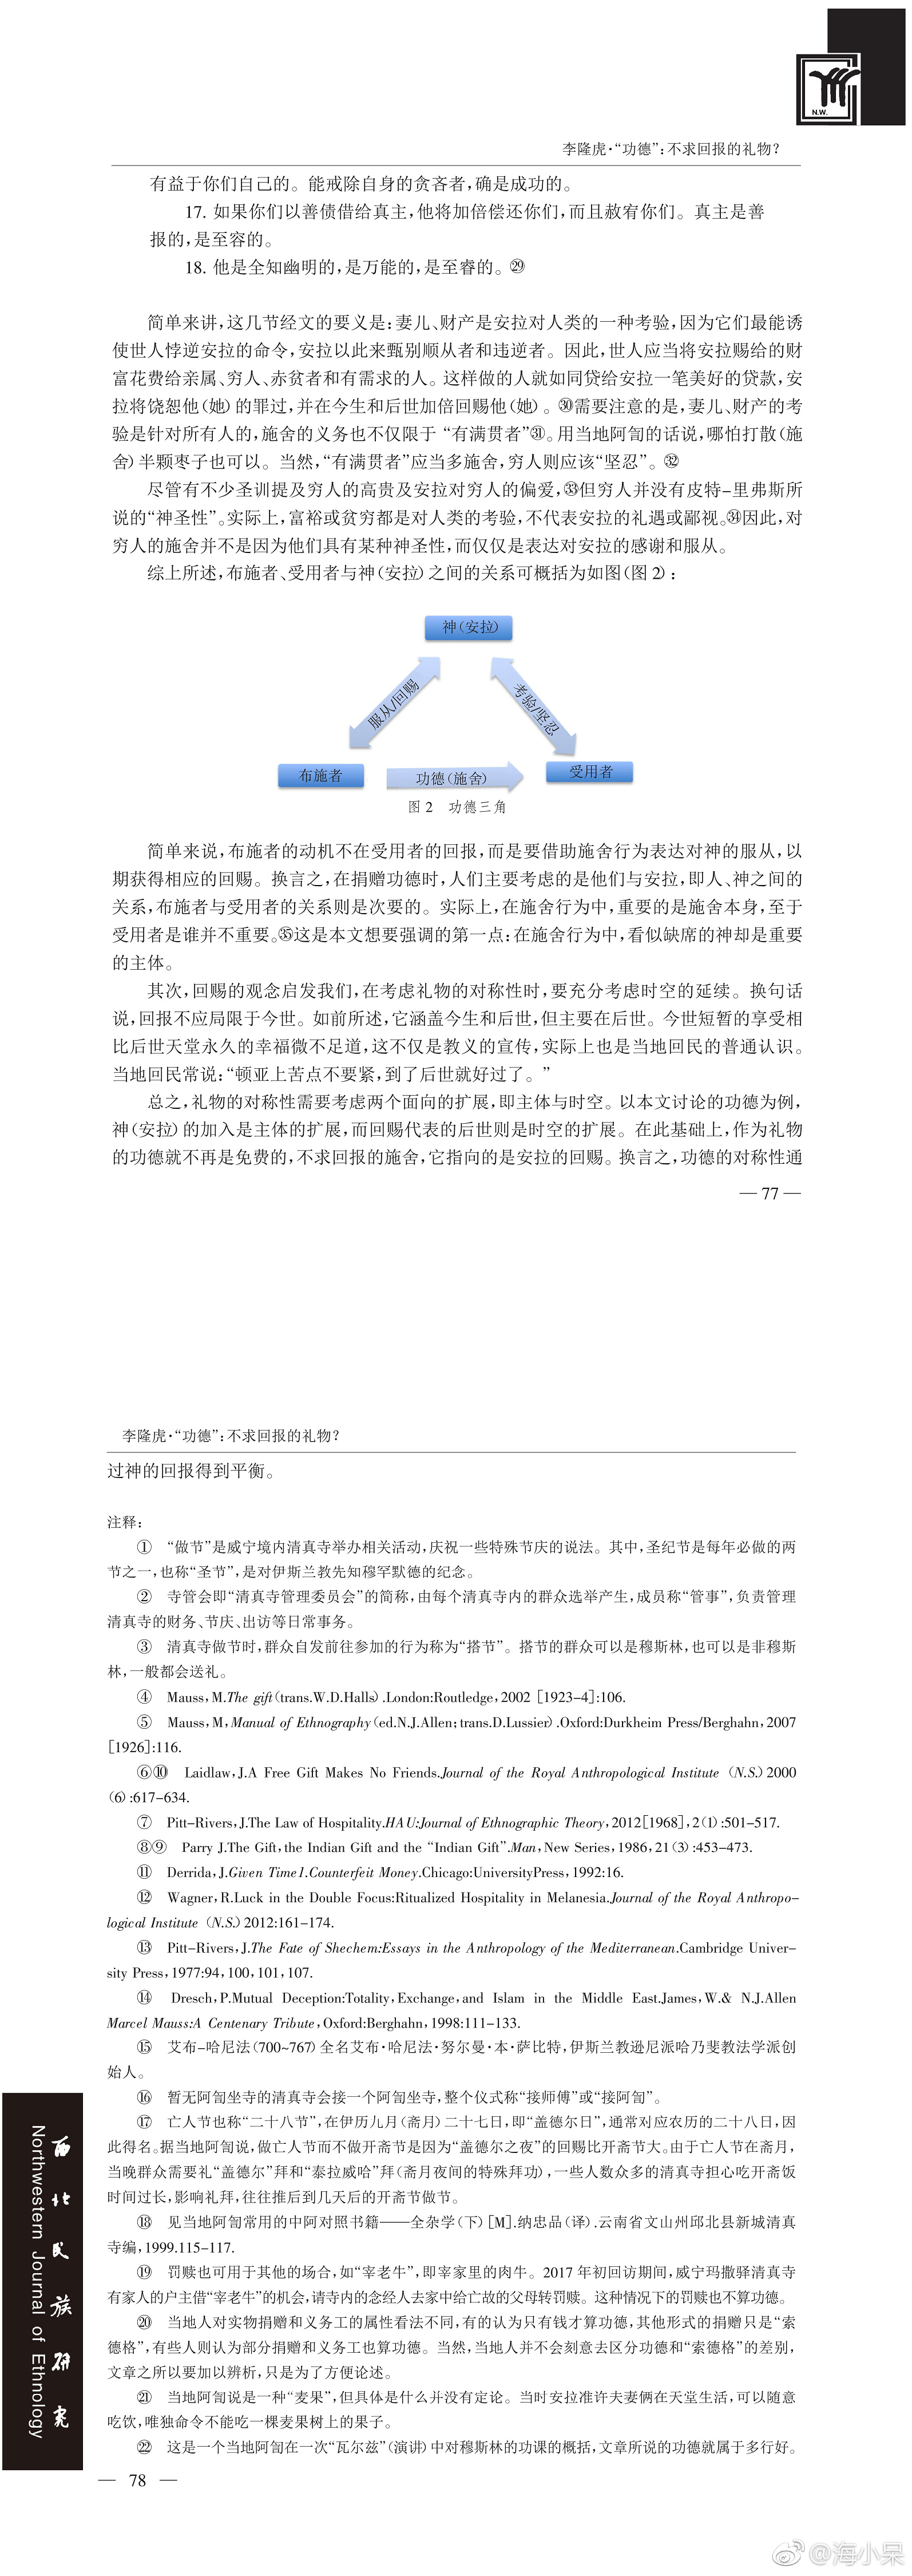 N.W.
李隆虎·“功德”:不求回报的礼物?
有益于你们自己的。能戒除自身的贪吝者,确是成功的。
17. 如果你们以善债借给真主,他将加倍偿还你们,而且赦宥你们。真主是善
报的,是至容的。
18. 他是全知幽明的,是万能的,是至睿的。㉙
简单来讲,这几节经文的要义是:妻儿、财产是安拉对人类的一种考验,因为它们最能诱
使世人悖逆安拉的命令,安拉以此来甄别顺从者和违逆者。因此,世人应当将安拉赐给的财
富花费给亲属、穷人、赤贫者和有需求的人。这样做的人就如同贷给安拉一笔美好的贷款,安
拉将饶恕他(她)的罪过,并在今生和后世加倍回赐他(她)。㉚需要注意的是,妻儿、财产的考
验是针对所有人的,施舍的义务也不仅限于 “有满贯者”㉛。用当地阿訇的话说,哪怕打散(施
舍)半颗枣子也可以。当然,“有满贯者”应当多施舍,穷人则应该“坚忍”。㉜
尽管有不少圣训提及穷人的高贵及安拉对穷人的偏爱,㉝但穷人并没有皮特-里弗斯所
说的“神圣性”。实际上,富裕或贫穷都是对人类的考验,不代表安拉的礼遇或鄙视。㉞因此,对
穷人的施舍并不是因为他们具有某种神圣性,而仅仅是表达对安拉的感谢和服从。
综上所述,布施者、受用者与神(安拉)之间的关系可概括为如图(图 2):
神(安拉)
服从/回赐
考验/坚忍
布施者
功德(施舍)
受用者
图 2 功德三角
简单来说,布施者的动机不在受用者的回报,而是要借助施舍行为表达对神的服从,以
期获得相应的回赐。换言之,在捐赠功德时,人们主要考虑的是他们与安拉,即人、神之间的
关系,布施者与受用者的关系则是次要的。实际上,在施舍行为中,重要的是施舍本身,至于
受用者是谁并不重要。㉟这是本文想要强调的第一点:在施舍行为中,看似缺席的神却是重要
的主体。
其次,回赐的观念启发我们,在考虑礼物的对称性时,要充分考虑时空的延续。换句话
说,回报不应局限于今世。如前所述,它涵盖今生和后世,但主要在后世。今世短暂的享受相
比后世天堂永久的幸福微不足道,这不仅是教义的宣传,实际上也是当地回民的普通认识。
当地回民常说:“顿亚上苦点不要紧,到了后世就好过了。”
总之,礼物的对称性需要考虑两个面向的扩展,即主体与时空。以本文讨论的功德为例,
神(安拉)的加入是主体的扩展,而回赐代表的后世则是时空的扩展。在此基础上,作为礼物
的功德就不再是免费的,不求回报的施舍,它指向的是安拉的回赐。换言之,功德的对称性通
— 77 —
李隆虎·“功德”:不求回报的礼物?
过神的回报得到平衡。
注释:
① “做节”是威宁境内清真寺举办相关活动,庆祝一些特殊节庆的说法。其中,圣纪节是每年必做的两
节之一,也称“圣节”,是对伊斯兰教先知穆罕默德的纪念。
② 寺管会即“清真寺管理委员会”的简称,由每个清真寺内的群众选举产生,成员称“管事”,负责管理
清真寺的财务、节庆、出访等日常事务。
③ 清真寺做节时,群众自发前往参加的行为称为“搭节”。搭节的群众可以是穆斯林,也可以是非穆斯
林,一般都会送礼。
④ Mauss,M.The gift(trans.W.D.Halls).London:Routledge,2002 [1923-4]:106.
⑤ Mauss,M,Manual of Ethnography(ed.N.J.Allen;trans.D.Lussier).Oxford:Durkheim Press/Berghahn,2007
[1926]:116.
⑥⑩ Laidlaw,J.A Free Gift Makes No Friends.Journal of the Royal Anthropological Institute (N.S.)2000
(6):617-634.
⑦ Pitt-Rivers,J.The Law of Hospitality.HAU:Journal of Ethnographic Theory,2012[1968],2(1):501-517.
⑧⑨ Parry J.The Gift,the Indian Gift and the “Indian Gift”.Man,New Series,1986,21(3):453-473.
⑪ Derrida,J.Given Time1.Counterfeit Money.Chicago:UniversityPress,1992:16.
⑫ Wagner,R.Luck in the Double Focus:Ritualized Hospitality in Melanesia.Journal of the Royal Anthropo-
logical Institute (N.S.)2012:161-174.
⑬ Pitt-Rivers,J.The Fate of Shechem:Essays in the Anthropology of the Mediterranean.Cambridge Univer-
sity Press,1977:94,100,101,107.
⑭ Dresch,P.Mutual Deception:Totality,Exchange,and Islam in the Middle East.James,W.& N.J.Allen
Marcel Mauss:A Centenary Tribute,Oxford:Berghahn,1998:111-133.
⑮ 艾布-哈尼法(700~767)全名艾布·哈尼法·努尔曼·本·萨比特,伊斯兰教逊尼派哈乃斐教法学派创
始人。
⑯ 暂无阿訇坐寺的清真寺会接一个阿訇坐寺,整个仪式称“接师傅”或“接阿訇”。
⑰ 亡人节也称“二十八节”,在伊历九月(斋月)二十七日,即“盖德尔日”,通常对应农历的二十八日,因
此得名。据当地阿訇说,做亡人节而不做开斋节是因为“盖德尔之夜”的回赐比开斋节大。由于亡人节在斋月,
当晚群众需要礼“盖德尔”拜和“泰拉威哈”拜(斋月夜间的特殊拜功),一些人数众多的清真寺担心吃开斋饭
时间过长,影响礼拜,往往推后到几天后的开斋节做节。
⑱ 见当地阿訇常用的中阿对照书籍——全杂学(下)[M].纳忠品(译).云南省文山州邱北县新城清真
寺编,1999.115-117.
⑲ 罚赎也可用于其他的场合,如“宰老牛”,即宰家里的肉牛。2017 年初回访期间,威宁玛撒驿清真寺
有家人的户主借“宰老牛”的机会,请寺内的念经人去家中给亡故的父母转罚赎。这种情况下的罚赎也不算功德。
⑳ 当地人对实物捐赠和义务工的属性看法不同,有的认为只有钱才算功德,其他形式的捐赠只是“索
德格”,有些人则认为部分捐赠和义务工也算功德。当然,当地人并不会刻意去区分功德和“索德格”的差别,
文章之所以要加以辨析,只是为了方便论述。
㉑ 当地阿訇说是一种“麦果”,但具体是什么并没有定论。当时安拉准许夫妻俩在天堂生活,可以随意
吃饮,唯独命令不能吃一棵麦果树上的果子。
㉒ 这是一个当地阿訇在一次“瓦尔兹”(演讲)中对穆斯林的功课的概括,文章所说的功德就属于多行好。
— 78 —
西北民族研究
Northwestern Journal of Ethnology
@海小呆